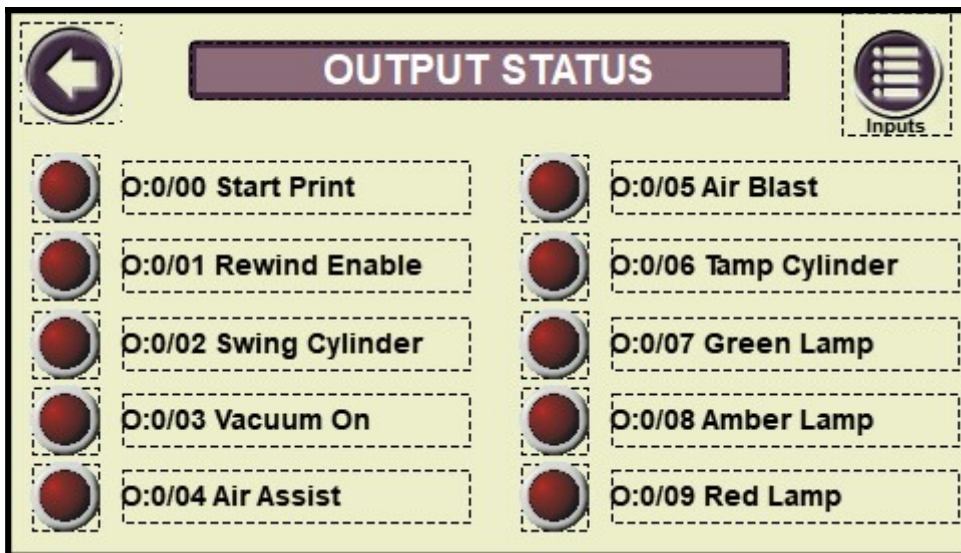 OUTPUT STATUS
Inputs
O:0/00 Start Print
O:0/01 Rewind Enable
O:0/02 Swing Cylinder
O:0/03 Vacuum On
O:0/04 Air Assist
O:0/05 Air Blast
O:0/06 Tamp Cylinder
O:0/07 Green Lamp
O:0/08 Amber Lamp
O:0/09 Red Lamp